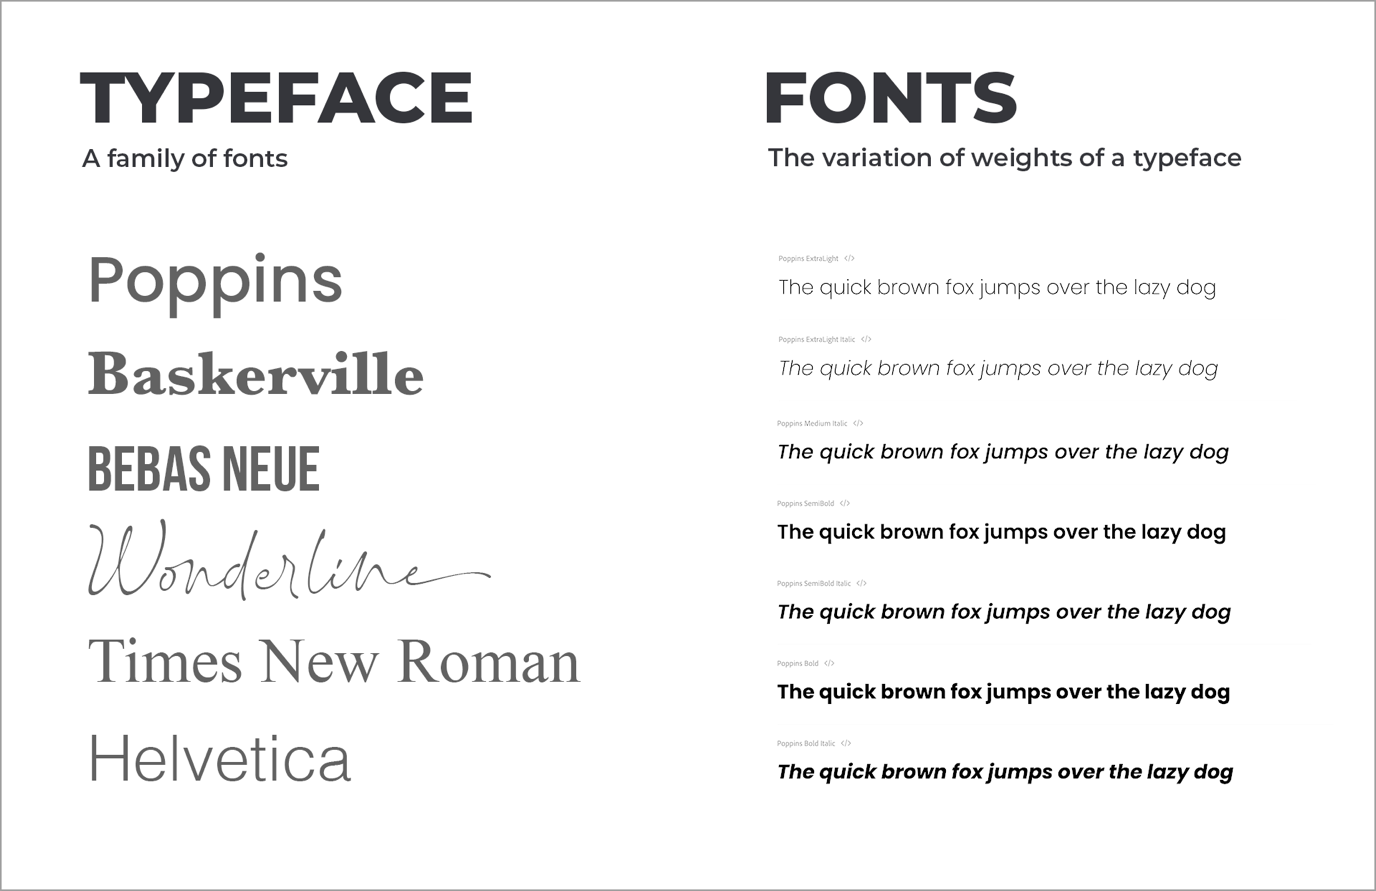 TYPEFACE
A family of fonts
Poppins
Baskerville
BEBAS NEUE
Wonderline
Times New Roman
Helvetica
FONTS
The variation of weights of a typeface
Poppins ExtraLight </>
The quick brown fox jumps over the lazy dog
Poppins ExtraLight Italic </>
The quick brown fox jumps over the lazy dog
Poppins Medium Italic </>
The quick brown fox jumps over the lazy dog
Poppins SemiBold </>
The quick brown fox jumps over the lazy dog
Poppins SemiBold Italic </>
The quick brown fox jumps over the lazy dog
Poppins Bold </>
The quick brown fox jumps over the lazy dog
Poppins Bold Italic </>
The quick brown fox jumps over the lazy dog